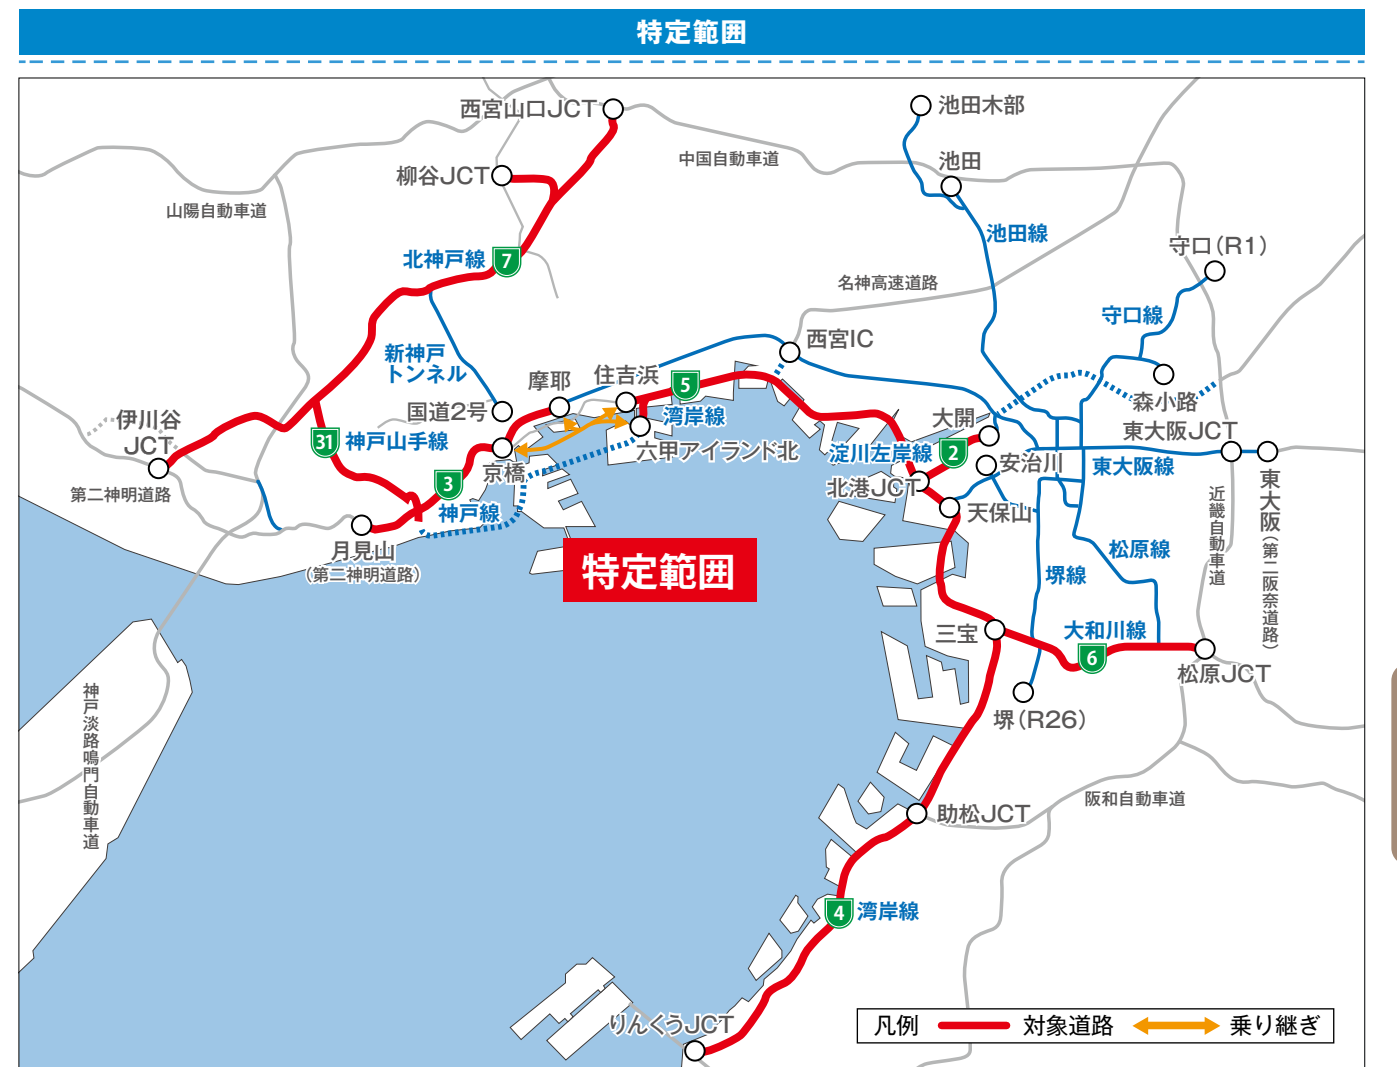 特定範囲
西宮山口JCT
池田木部
池田
中国自動車道
柳谷JCT
山陽自動車道
池田線
守口(R1)
北神戸線
7
名神高速道路
守口線
西宮IC
新神戸
トンネル
摩耶
住吉浜
5
国道2号
湾岸線
森小路
伊川谷
JCT
31
神戸山手線
大開
東大阪JCT
六甲アイランド北
淀川左岸線
2
安治川
東大阪線
京橋
3
北港JCT
第二神明道路
神戸線
天保山
近畿自動車道
東大阪(第二阪奈道路)
月見山
(第二神明道路)
松原線
特定範囲
堺線
三宝
大和川線
6
松原JCT
神戸淡路鳴門自動車道
堺(R26)
阪和自動車道
助松JCT
4
湾岸線
りんくうJCT
凡例
対象道路
乗り継ぎ